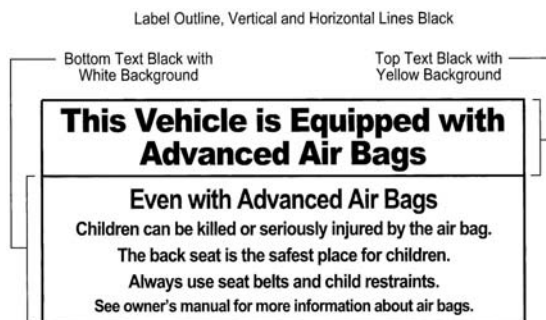 Label Outline, Vertical and Horizontal Lines Black
Bottom Text Black with
White Background
Top Text Black with
Yellow Background
This Vehicle is Equipped with
Advanced Air Bags
Even with Advanced Air Bags
Children can be killed or seriously injured by the air bag.
The back seat is the safest place for children.
Always use seat belts and child restraints.
See owner's manual for more information about air bags.